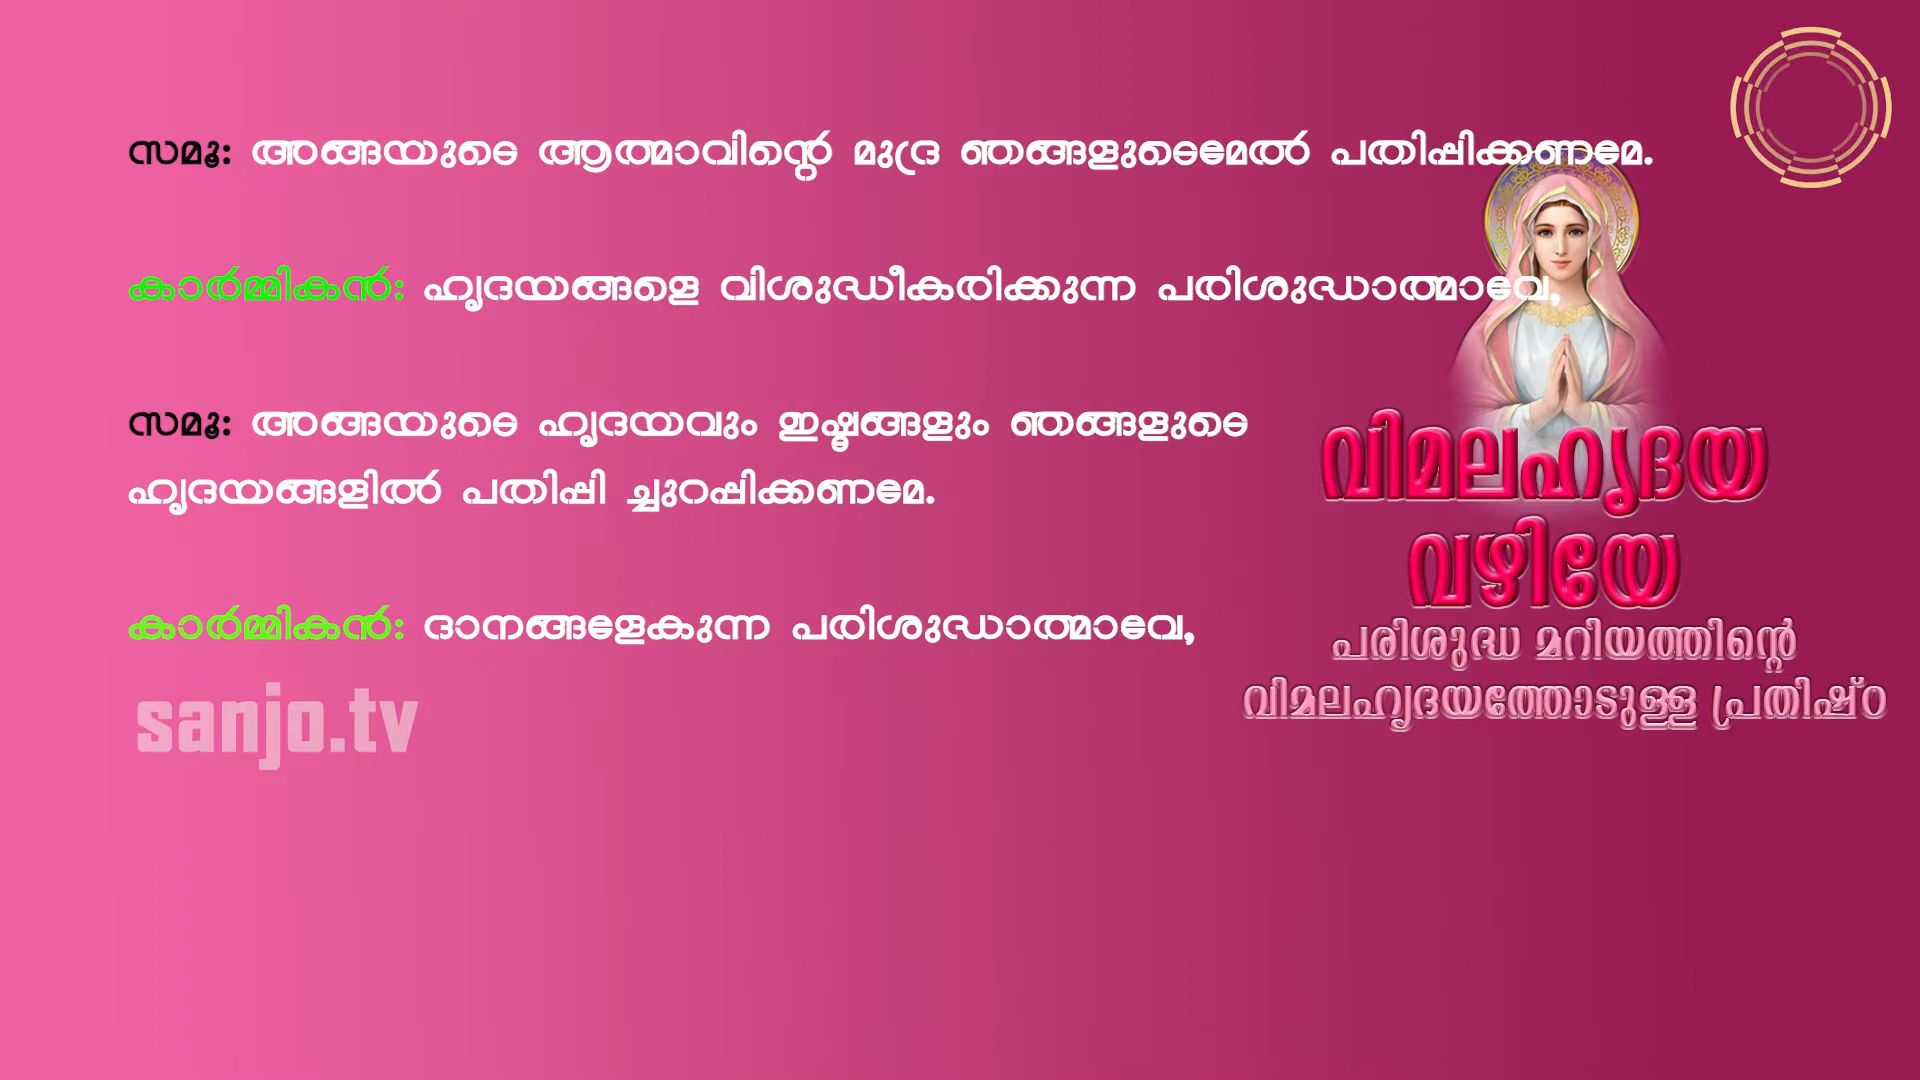 സമൂ: അങ്ങയുടെ ആത്മാവിന്റെ മുദ്ര ഞങ്ങളുടെമേൽ പതിപ്പിക്കണമേ.
കാർമ്മികൻ: ഹൃദയങ്ങളെ വിശുദ്ധീകരിക്കുന്ന പരിശുദ്ധാത്മാവേ,
സമൂ: അങ്ങയുടെ ഹൃദയവും ഇഷ്ടങ്ങളും ഞങ്ങളുടെ
ഹൃദയങ്ങളിൽ പതിപ്പി ച്ചുറപ്പിക്കണമേ.
കാർമ്മികൻ: ദാനങ്ങളേകുന്ന പരിശുദ്ധാത്മാവേ,
sanjo.tv
വിമലഹൃദയ
വഴിയേ
പരിശുദ്ധ മറിയത്തിന്റെ
വിമലഹൃദയത്തോടുള്ള പ്രതിഷ്ഠ